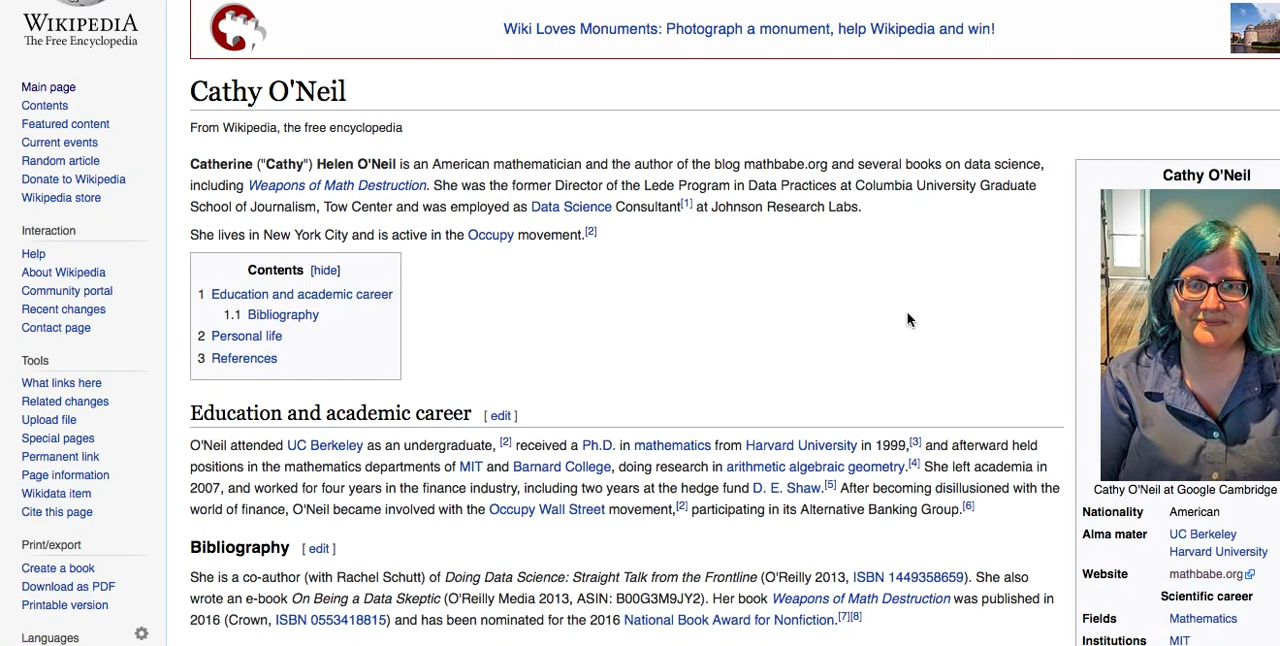 WIKIPEDIA
The Free Encyclopedia
Wiki Loves Monuments: Photograph a monument, help Wikipedia and win!
Main page
Contents
Featured content
Current events
Random article
Donate to Wikipedia
Wikipedia store
Interaction
Help
About Wikipedia
Community portal
Recent changes
Contact page
Tools
What links here
Related changes
Upload file
Special pages
Permanent link
Page information
Wikidata item
Cite this page
Print/export
Create a book
Download as PDF
Printable version
Languages
Cathy O'Neil
From Wikipedia, the free encyclopedia
Catherine ("Cathy") Helen O'Neil is an American mathematician and the author of the blog mathbabe.org and several books on data science,
including Weapons of Math Destruction. She was the former Director of the Lede Program in Data Practices at Columbia University Graduate
School of Journalism, Tow Center and was employed as Data Science Consultant[1] at Johnson Research Labs.
She lives in New York City and is active in the Occupy movement.[2]
Contents [hide]
1 Education and academic career
1.1 Bibliography
2 Personal life
3 References
Education and academic career [ edit ]
O'Neil attended UC Berkeley as an undergraduate, [2] received a Ph.D. in mathematics from Harvard University in 1999,[3] and afterward held
positions in the mathematics departments of MIT and Barnard College, doing research in arithmetic algebraic geometry.[4] She left academia in
2007, and worked for four years in the finance industry, including two years at the hedge fund D. E. Shaw.[5] After becoming disillusioned with the
world of finance, O'Neil became involved with the Occupy Wall Street movement,[2] participating in its Alternative Banking Group.[6]
Bibliography [ edit ]
She is a co-author (with Rachel Schutt) of Doing Data Science: Straight Talk from the Frontline (O'Reilly 2013, ISBN 1449358659). She also
wrote an e-book On Being a Data Skeptic (O'Reilly Media 2013, ASIN: B00G3M9JY2). Her book Weapons of Math Destruction was published in
2016 (Crown, ISBN 0553418815) and has been nominated for the 2016 National Book Award for Nonfiction.[7][8]
Cathy O'Neil
Cathy O'Neil at Google Cambridge
Nationality American
Alma mater UC Berkeley
Harvard University
Website mathbabe.org
Scientific career
Fields Mathematics
Institutions MIT